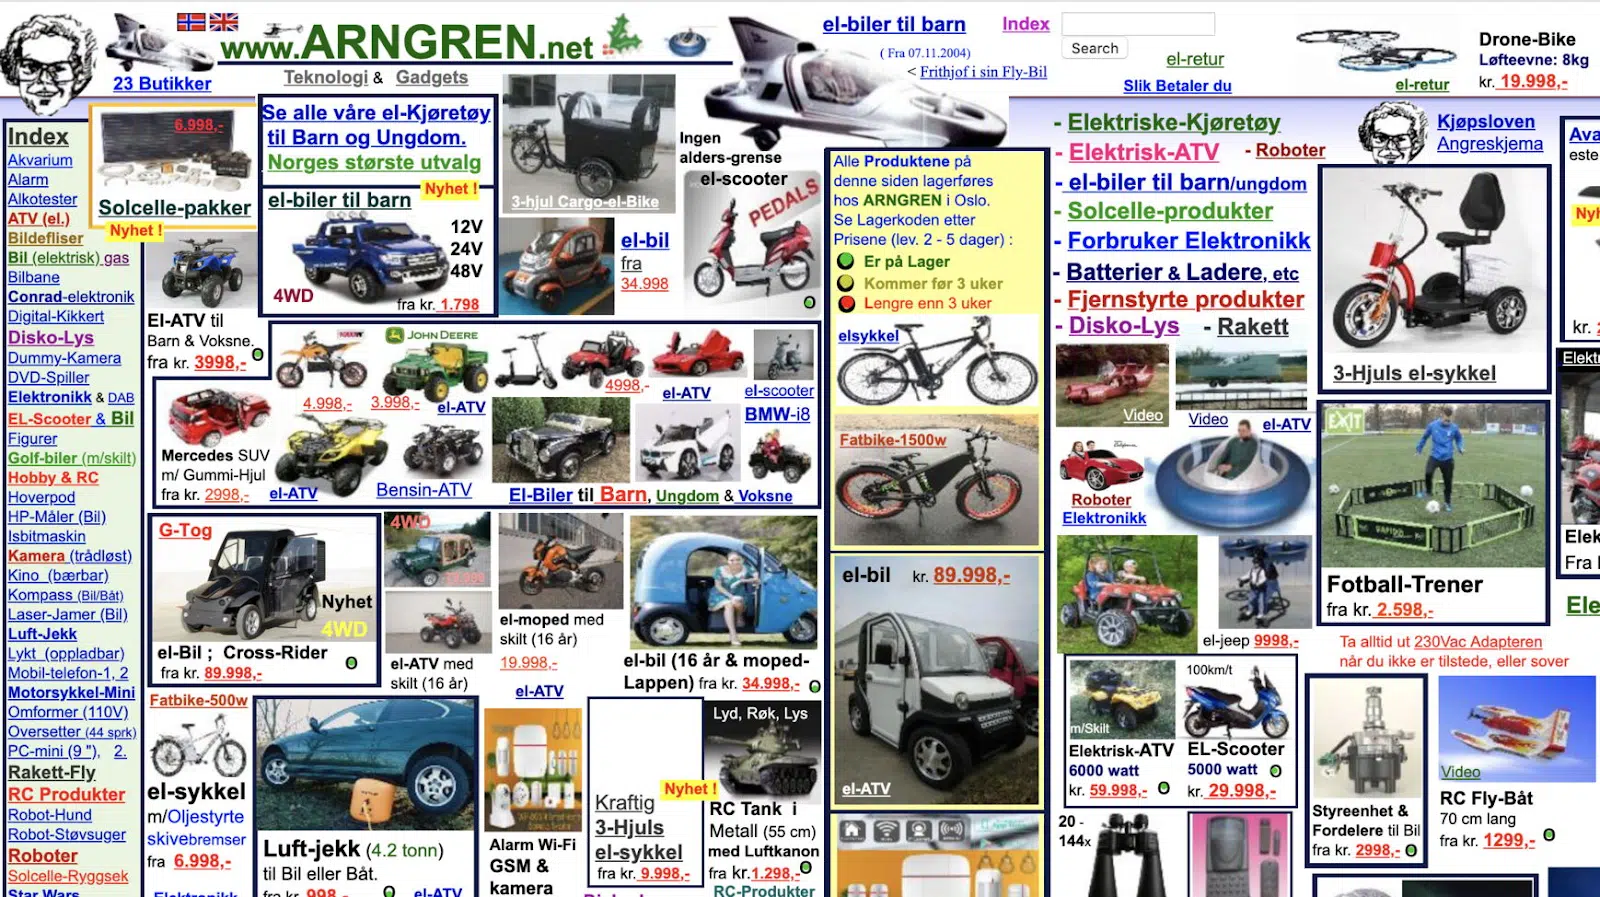 www.ARNGREN.net
Teknologi & Gadgets
23 Butikker
el-biler til barn
( Fra 07.11.2004)
< Frithjof i sin Fly-Bil
Index
Search
el-retur
Slik Betaler du
el-retur
Drone-Bike
Løfteevne: 8kg
kr. 19.998,-
Index
Akvarium
Alarm
Alkotester
ATV (el.)
Bildefliser
Bil (elektrisk) gas
Bilbane
Conrad-elektronik
Digital-Kikkert
Disko-Lys
Dummy-Kamera
DVD-Spiller
Elektronikk & DAB
EL-Scooter & Bil
Figurer
Golf-biler (m/skilt)
Hobby & RC
Hoverpod
HP-Måler (Bil)
Isbitmaskin
Kamera (trådløst)
Kino (bærbar)
Kompass (Bil/Båt)
Laser-Jamer (Bil)
Luft-Jekk
Lykt (oppladbar)
Mobil-telefon-1, 2
Motorsykkel-Mini
Omformer (110V)
Oversetter (44 sprk)
PC-mini (9 "), 2.
Rakett-Fly
RC Produkter
Robot-Hund
Robot-Støvsuger
Roboter
Solcelle-Ryggsek
Star Wars
6.998,-
Solcelle-pakker
Nyhet !
El-ATV til
Barn & Voksne.
fra kr. 3998,-
Se alle våre el-Kjøretøy
til Barn og Ungdom.
Norges største utvalg
Nyhet !
el-biler til barn
12V
24V
48V
4WD
fra kr. 1.798
3-hjul Cargo-el-Bike
el-bil
fra
34.998
Ingen
alders-grense
el-scooter
PEDALS
Alle Produktene på
denne siden lagerføres
hos ARNGREN i Oslo.
Se Lagerkoden etter
Prisene (lev. 2 - 5 dager) :
Er på Lager
Kommer før 3 uker
Lengre enn 3 uker
elsykkel
Fatbike-1500w
- Elektriske-Kjøretøy
- Elektrisk-ATV - Roboter
- el-biler til barn/ungdom
- Solcelle-produkter
- Forbruker Elektronikk
- Batterier & Ladere, etc
- Fjernstyrte produkter
- Disko-Lys - Rakett
Kjøpsloven
Angreskjema
Ava
este
Ny
kr. 2
3-Hjuls el-sykkel
Video
Video
el-ATV
Roboter
Elektronikk
1000W
JOHN DEERE
4.998,-
3.998,-
el-ATV
4998,-
el-ATV
el-scooter
BMW-i8
Mercedes SUV
m/ Gummi-Hjul
fra kr. 2998,-
el-ATV
Bensin-ATV
El-Biler til Barn, Ungdom & Voksne
G-Tog
Nyhet
4WD
el-Bil ; Cross-Rider
fra kr. 89.998,-
4WD
el-ATV med
skilt (16 år)
el-moped med
skilt (16 år)
19.998,-
el-ATV
el-bil (16 år & moped-
Lappen) fra kr. 34.998,-
el-bil kr. 89.998,-
el-ATV
el-jeep 9998,-
EXIT
RAPIDO
Fotball-Trener
fra kr. 2.598,-
Elektr
Elek
Fra l
Ele
Ta alltid ut 230Vac Adapteren
når du ikke er tilstede, eller sover
Fatbike-500w
el-sykkel
m/Oljestyrte
skivebremser
fra 6.998,-
Elektronikk
Luft-jekk (4.2 tonn)
til Bil eller Båt.
fra kr. 998,-
el-ATV
Alarm Wi-Fi
GSM &
kamera
Kraftig
3-Hjuls
el-sykkel
fra kr. 9.998,-
Nyhet !
Lyd, Røk, Lys
RC Tank i
Metall (55 cm)
med Luftkanon
fra kr.1.298,-
RC-Produkter
m/Skilt
Elektrisk-ATV
6000 watt
kr. 59.998,-
100km/t
EL-Scooter
5000 watt
kr. 29.998,-
20 -
144x
Styreenhet &
Fordelere til Bil
fra kr. 2998,-
Video
RC Fly-Båt
70 cm lang
fra kr. 1299,-